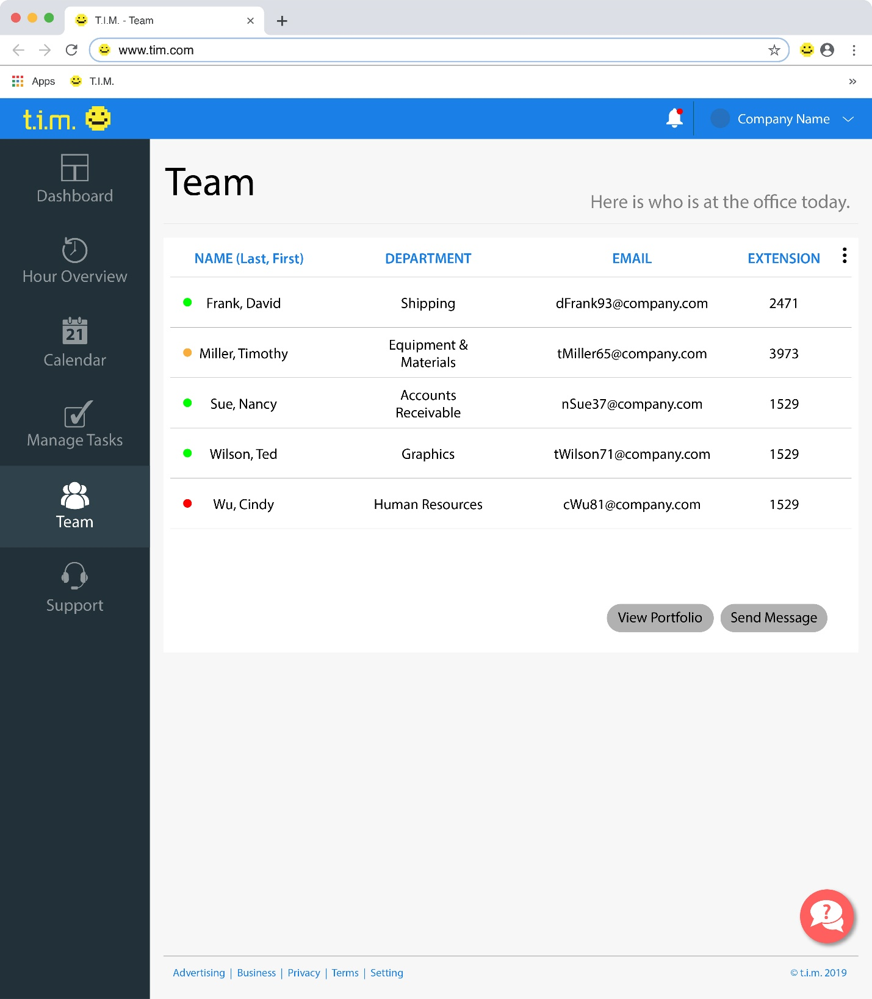 T.I.M. - Team
www.tim.com
Apps T.I.M.
t.i.m. Company Name
Dashboard
Hour Overview
21
Calendar
Manage Tasks
Team
Support
Team
Here is who is at the office today.
NAME (Last, First) DEPARTMENT EMAIL EXTENSION
Frank, David Shipping dFrank93@company.com 2471
Miller, Timothy Equipment & Materials tMiller65@company.com 3973
Sue, Nancy Accounts Receivable nSue37@company.com 1529
Wilson, Ted Graphics tWilson71@company.com 1529
Wu, Cindy Human Resources cWu81@company.com 1529
View Portfolio Send Message
?
Advertising | Business | Privacy | Terms | Setting © t.i.m. 2019